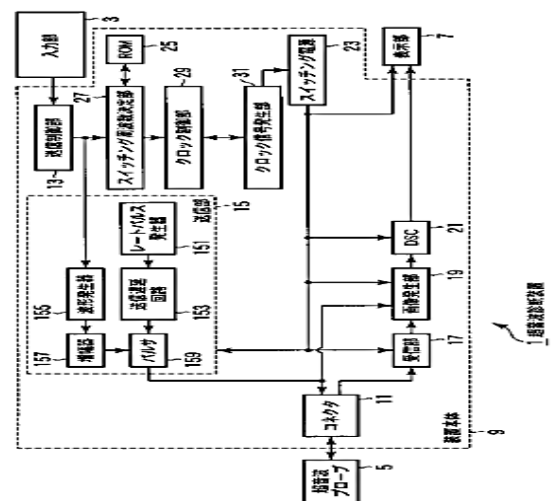 入力部
3
送信制御部
13
スイッチング周波数決定部
27
ROM
25
クロック制御部
29
クロック信号発生部
31
スイッチング電源
23
表示部
7
送信部
15
波形発生器
155
レートパルス
発生器
151
増幅器
157
送信遅延
回路
153
パルサ
159
DSC
21
画像発生部
19
受信部
17
コネクタ
11
超音波
プローブ
5
装置本体
9
1 超音波診断装置